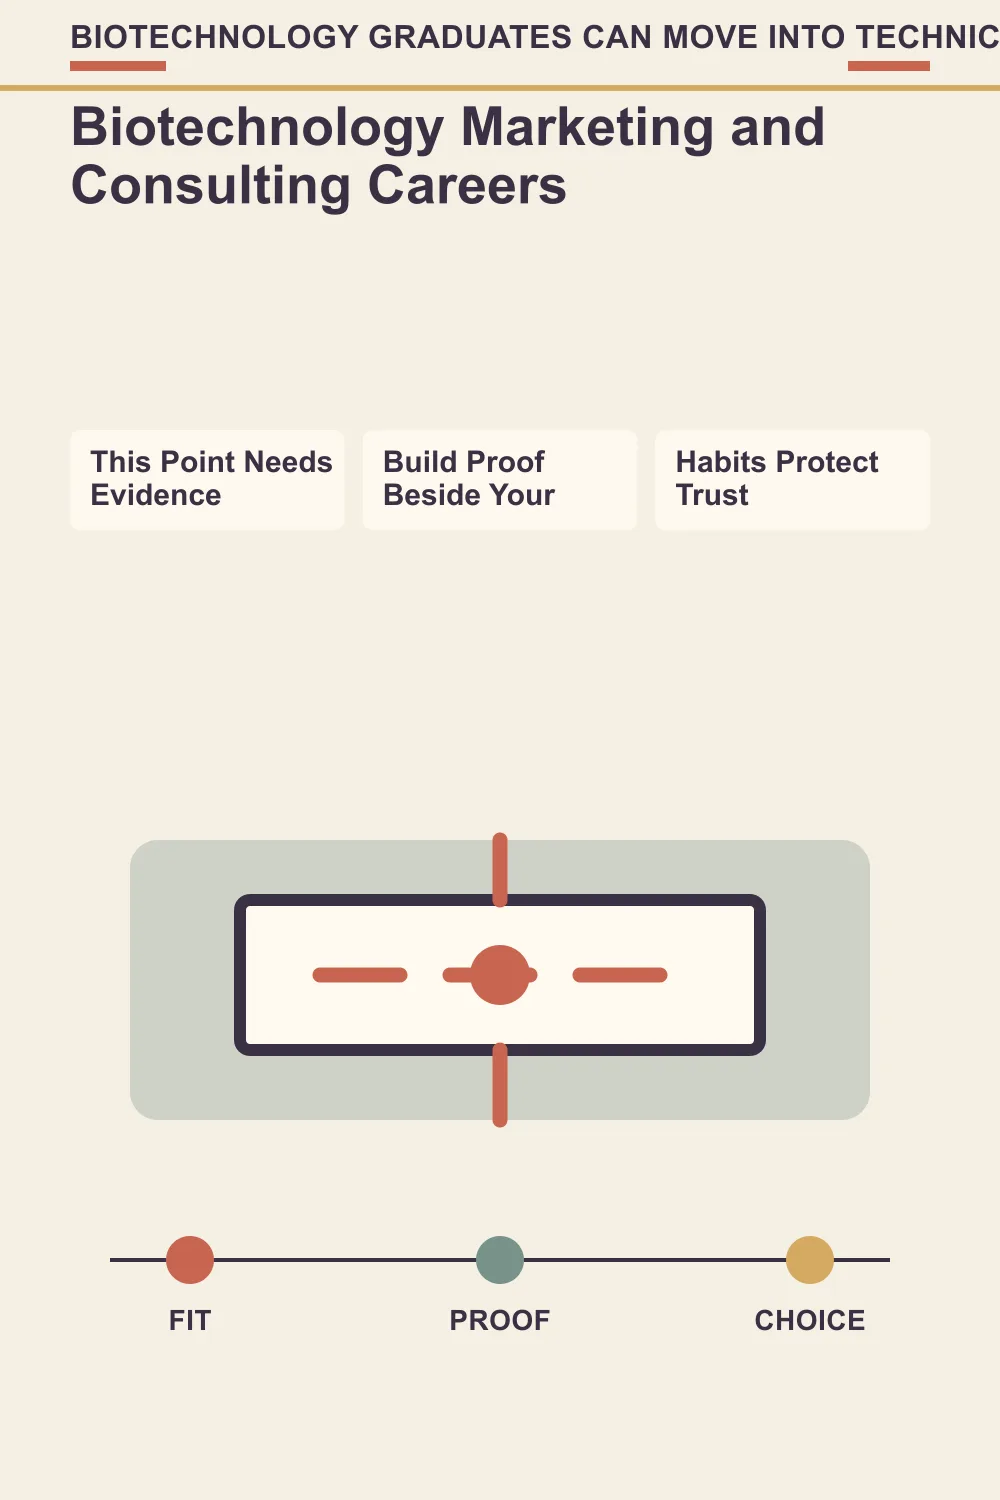 BIOTECHNOLOGY GRADUATES CAN MOVE INTO TECHNIC
Biotechnology Marketing and
Consulting Careers
This Point Needs
Evidence
Build Proof
Beside Your
Habits Protect
Trust
FIT
PROOF
CHOICE